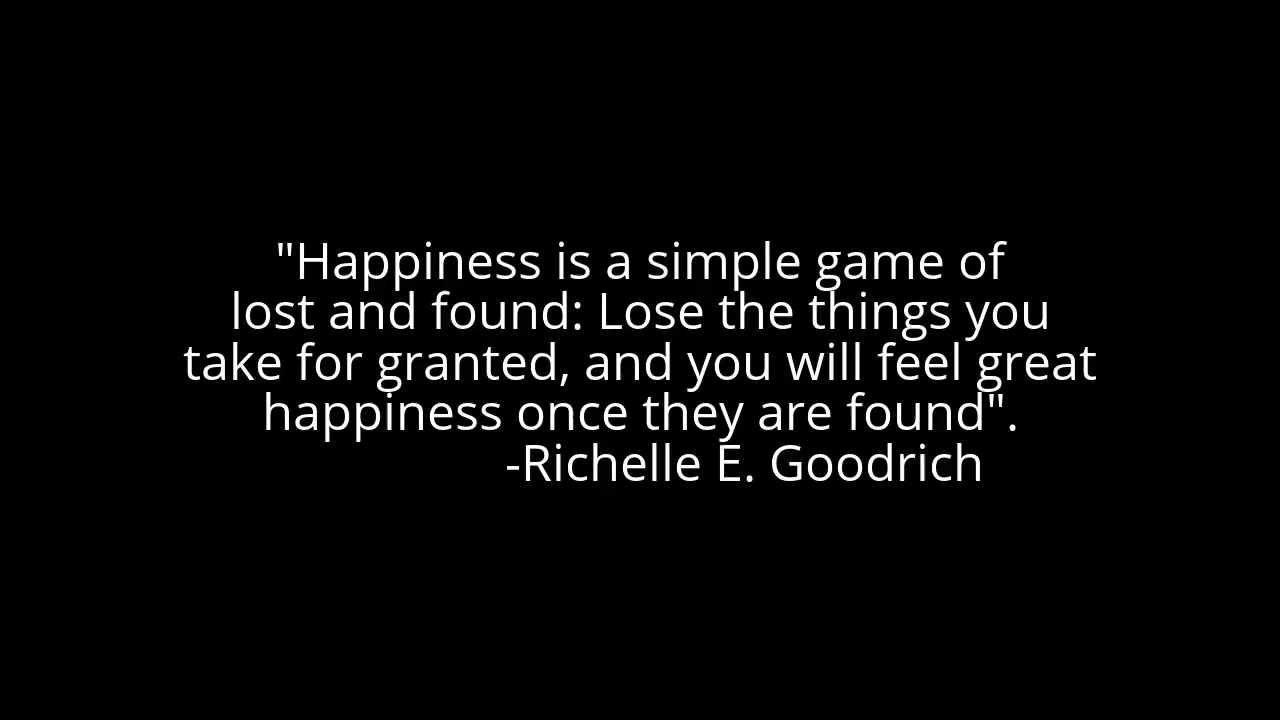 "Happiness is a simple game of
lost and found: Lose the things you
take for granted, and you will feel great
happiness once they are found".
-Richelle E. Goodrich